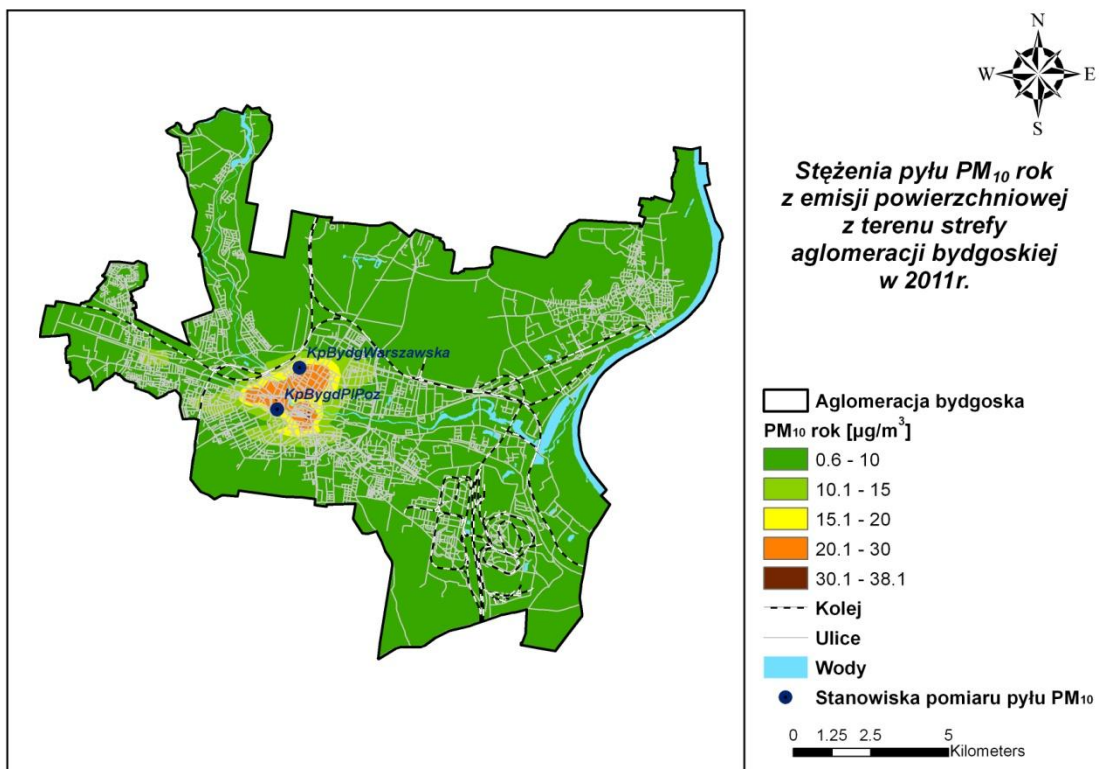 N
W E
S
Stężenia pyłu PM10 rok
z emisji powierzchniowej
z terenu strefy
aglomeracji bydgoskiej
w 2011r.
KpBydgWarszawska
KpBygdPlPoz
Aglomeracja bydgoska
PM10 rok [µg/m³]
0.6 - 10
10.1 - 15
15.1 - 20
20.1 - 30
30.1 - 38.1
Kolej
Ulice
Wody
Stanowiska pomiaru pyłu PM10
0 1.25 2.5 5
Kilometers